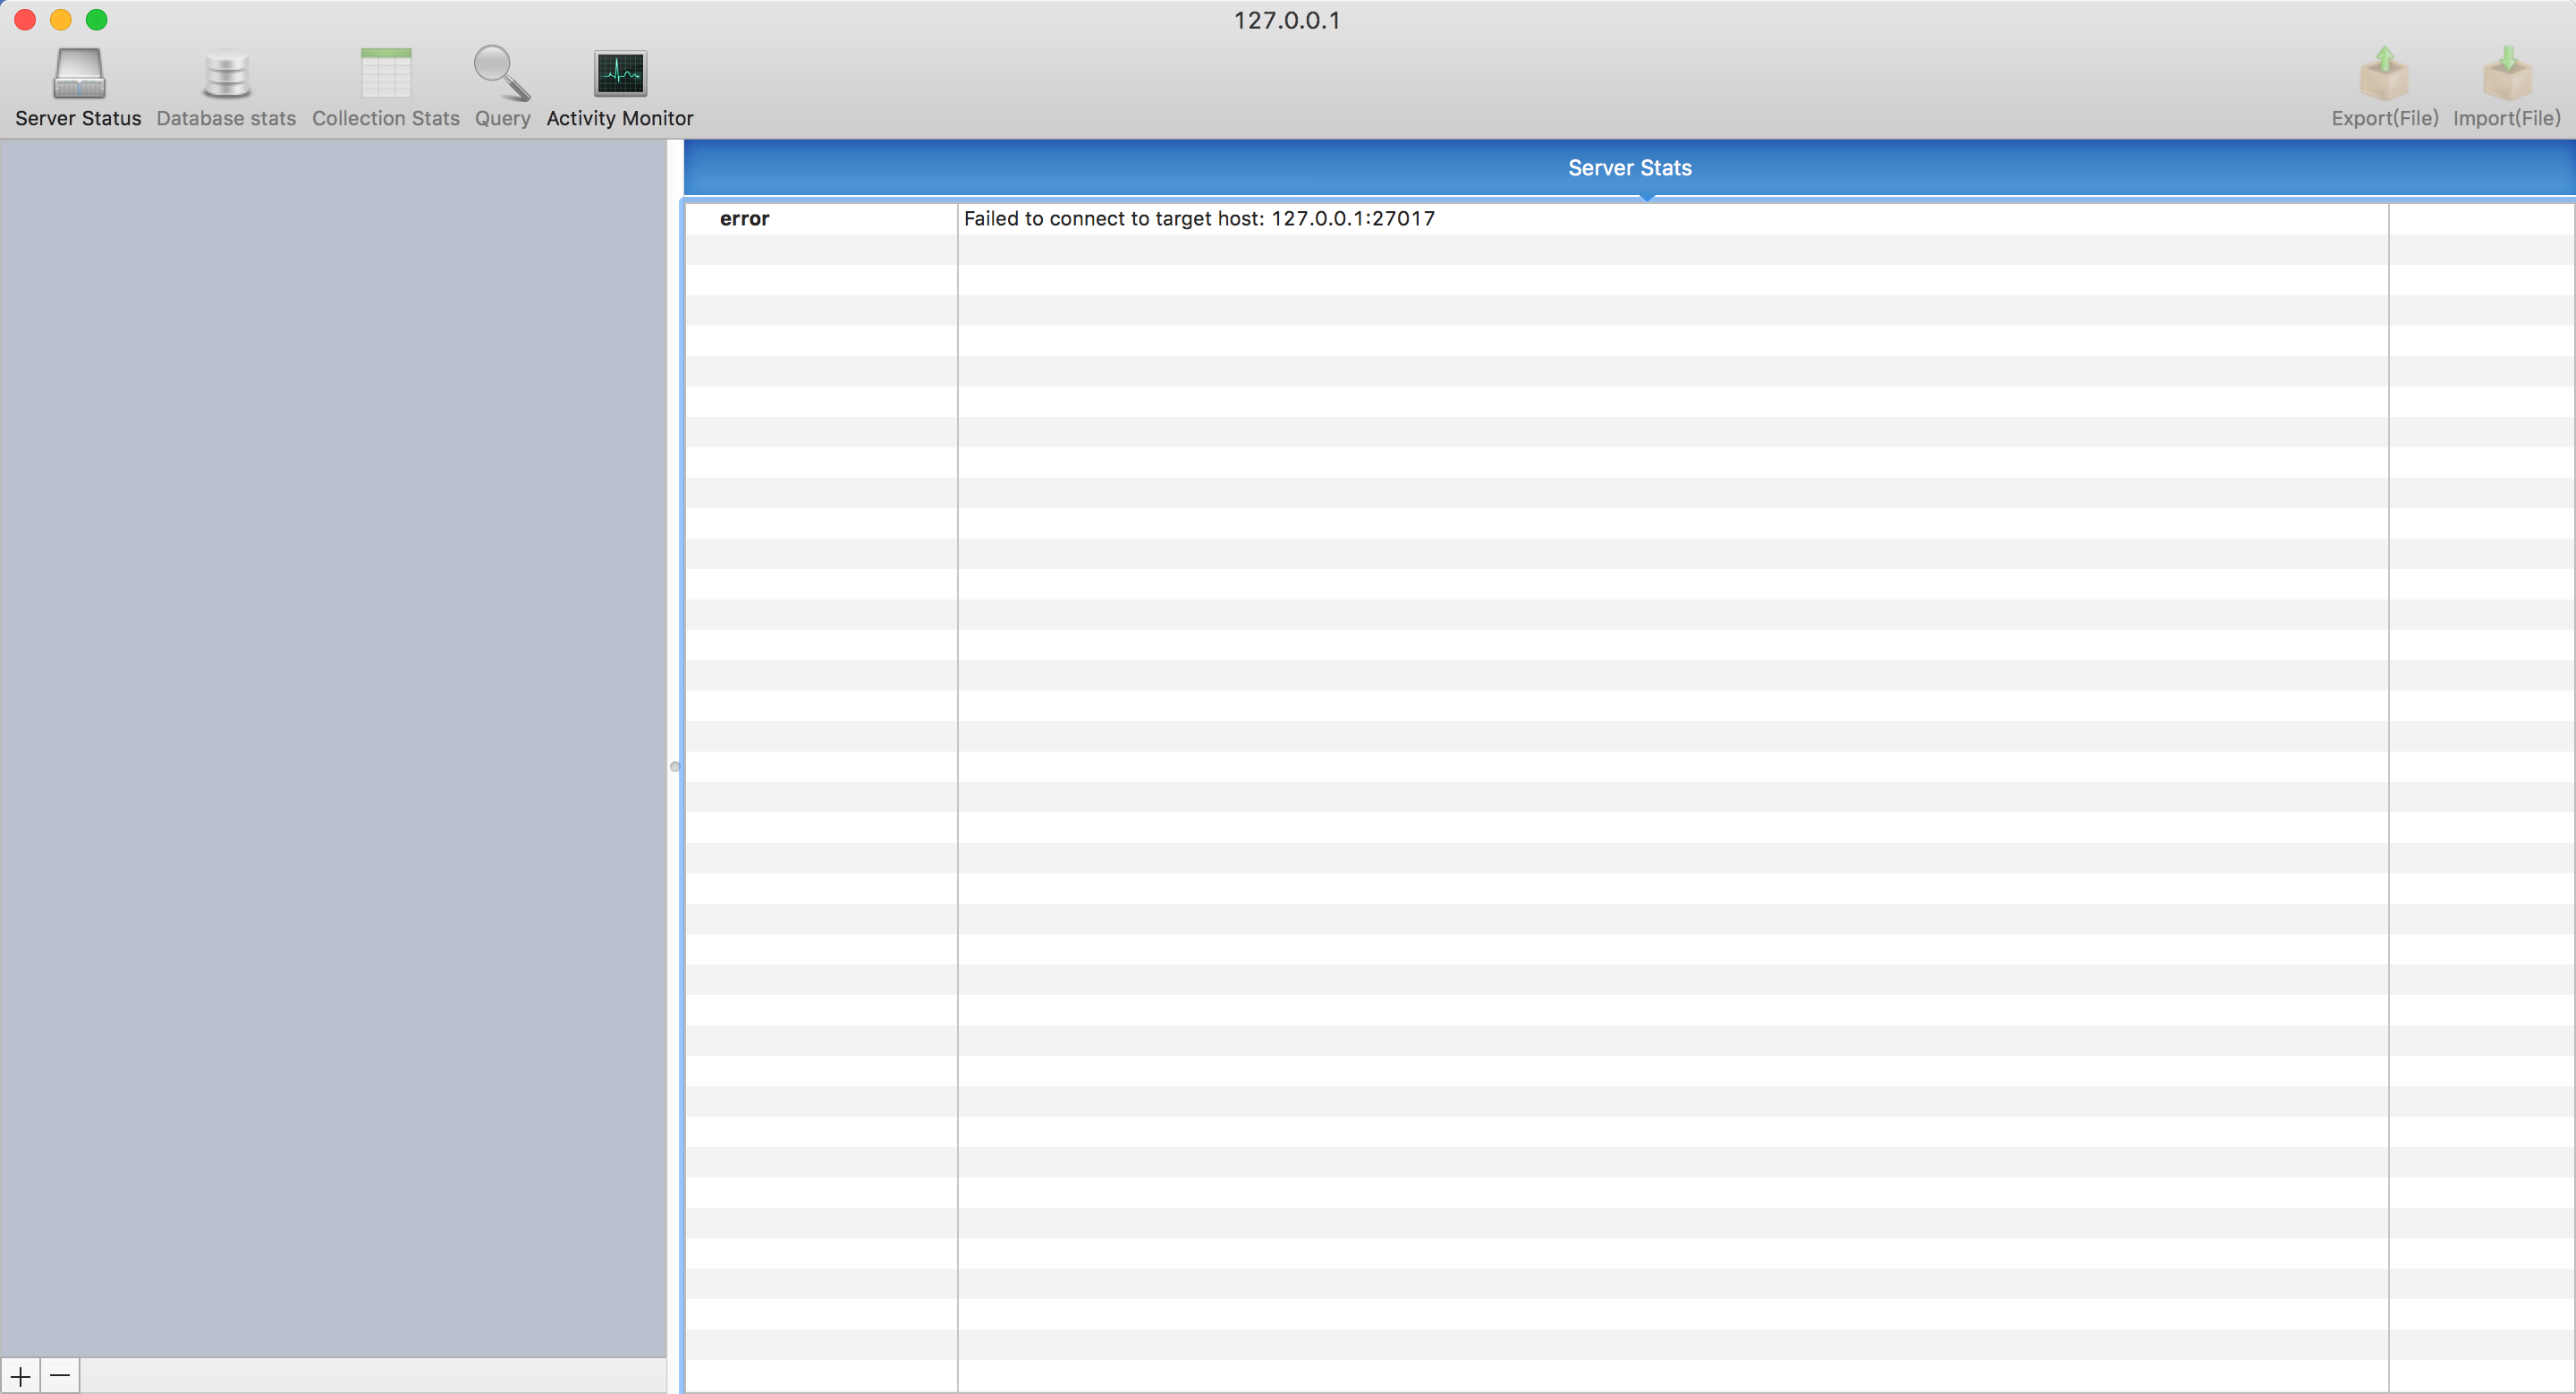 127.0.0.1
Server Status Database stats Collection Stats Query Activity Monitor Export(File) Import(File)
Server Stats
error Failed to connect to target host: 127.0.0.1:27017